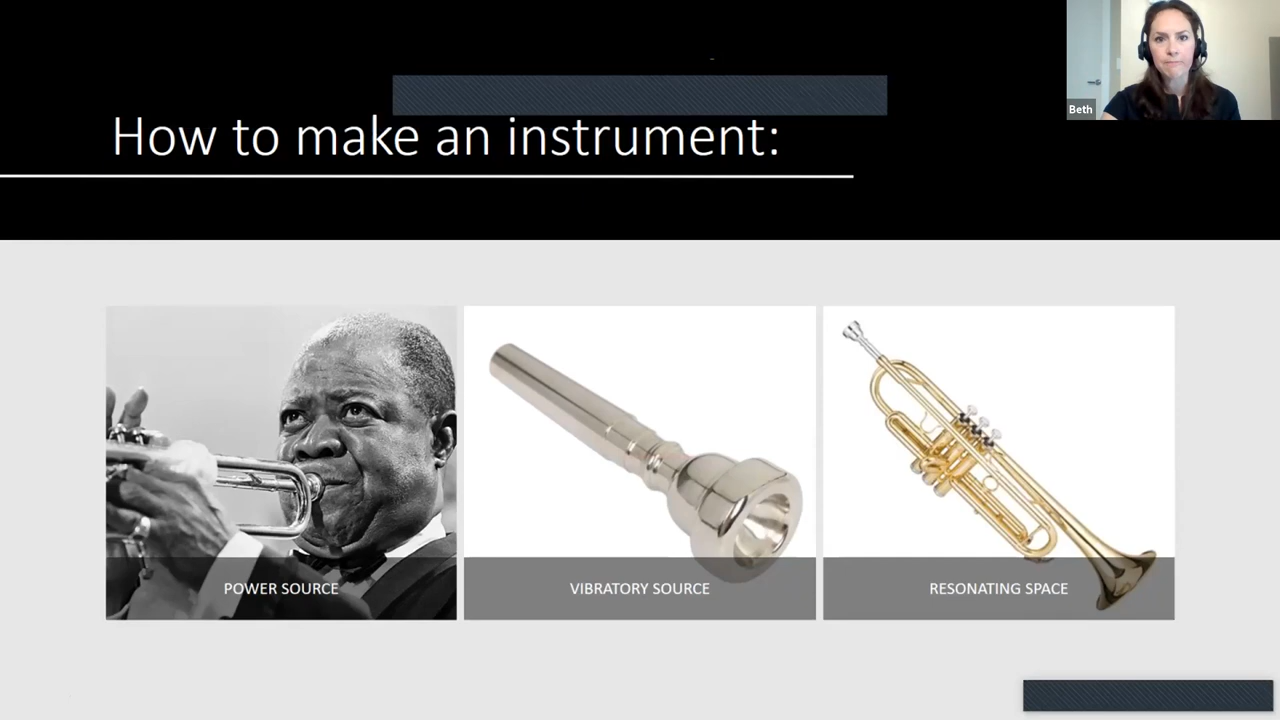 Beth
How to make an instrument:
POWER SOURCE
VIBRATORY SOURCE
RESONATING SPACE